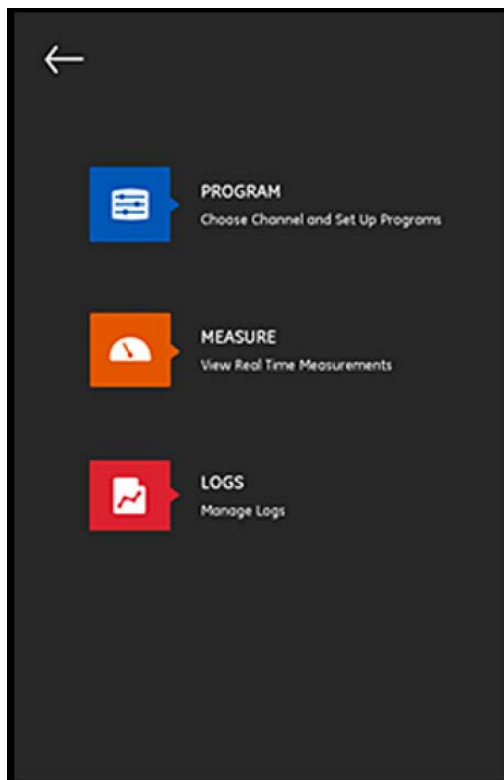 PROGRAM
Choose Channel and Set Up Programs
MEASURE
View Real Time Measurements
LOGS
Manage Logs